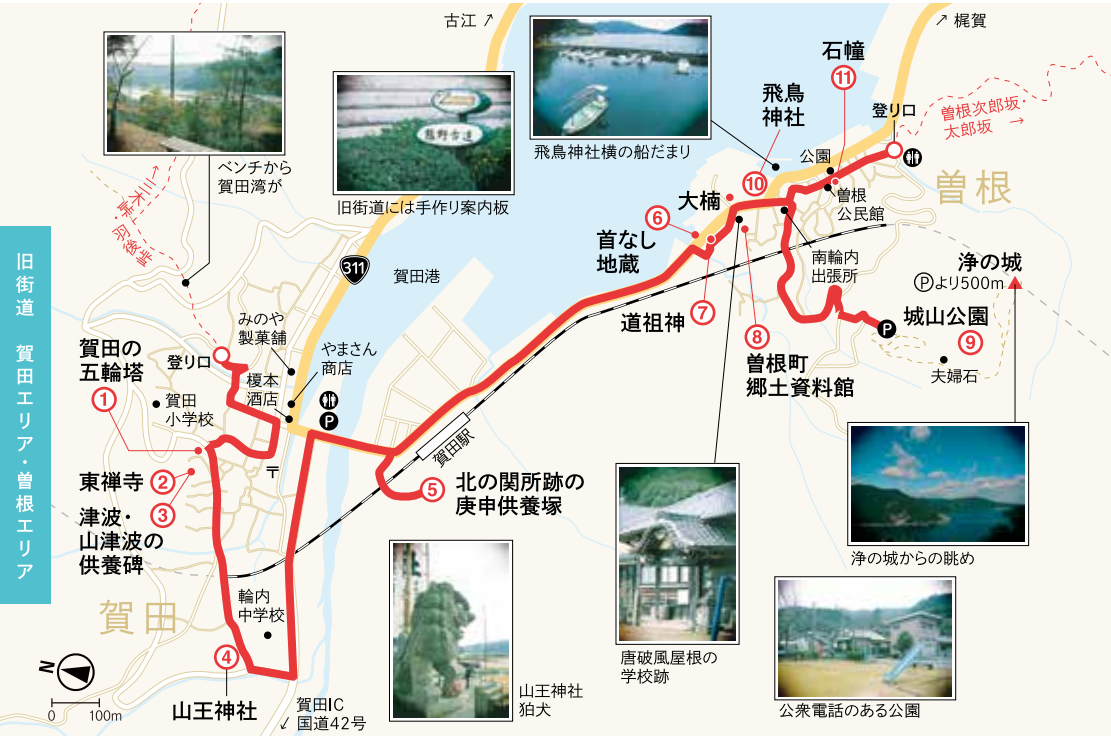 古江 ↗
↗ 梶賀
石幢
⑪
飛鳥
神社
登り口
曽根次郎坂・
太郎坂 →
ベンチから
賀田湾が
熊野古道
旧街道には手作り案内板
飛鳥神社横の船だまり
⑩
公園
曽根
公民館
曽根
大楠
⑥
首なし
地蔵
311
賀田港
南輪内
出張所
浄の城
Ⓟより500m
三木里・
羽後峠
旧街道 賀田エリア・曽根エリア
みのや
製菓舗
道祖神
⑦
⑧
曽根町
郷土資料館
P
城山公園
⑨
夫婦石
賀田の
五輪塔
①
登り口
やまさん
商店
榎本
酒店
賀田
小学校
P
賀田駅
〒
東禅寺 ②
津波・ ③
山津波の
供養碑
⑤ 北の関所跡の
庚申供養塚
浄の城からの眺め
賀田
輪内
中学校
唐破風屋根の
学校跡
④
山王神社
山王神社
狛犬
公衆電話のある公園
N
0 100m
賀田IC
↙ 国道42号